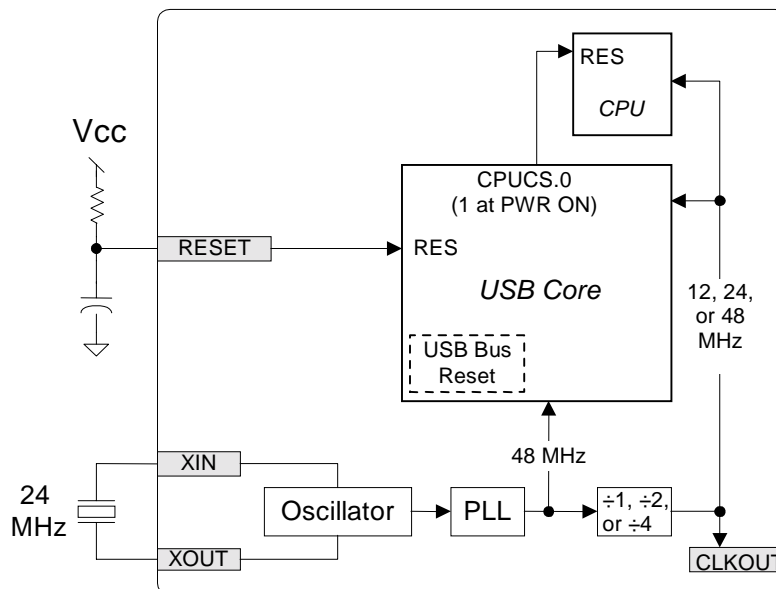 RES
CPU
Vcc
CPUCS.0
(1 at PWR ON)
RESET
RES
USB Core
12, 24,
or 48
MHz
USB Bus
Reset
XIN
48 MHz
24
MHz
Oscillator
PLL
÷1, ÷2,
or ÷4
XOUT
CLKOUT